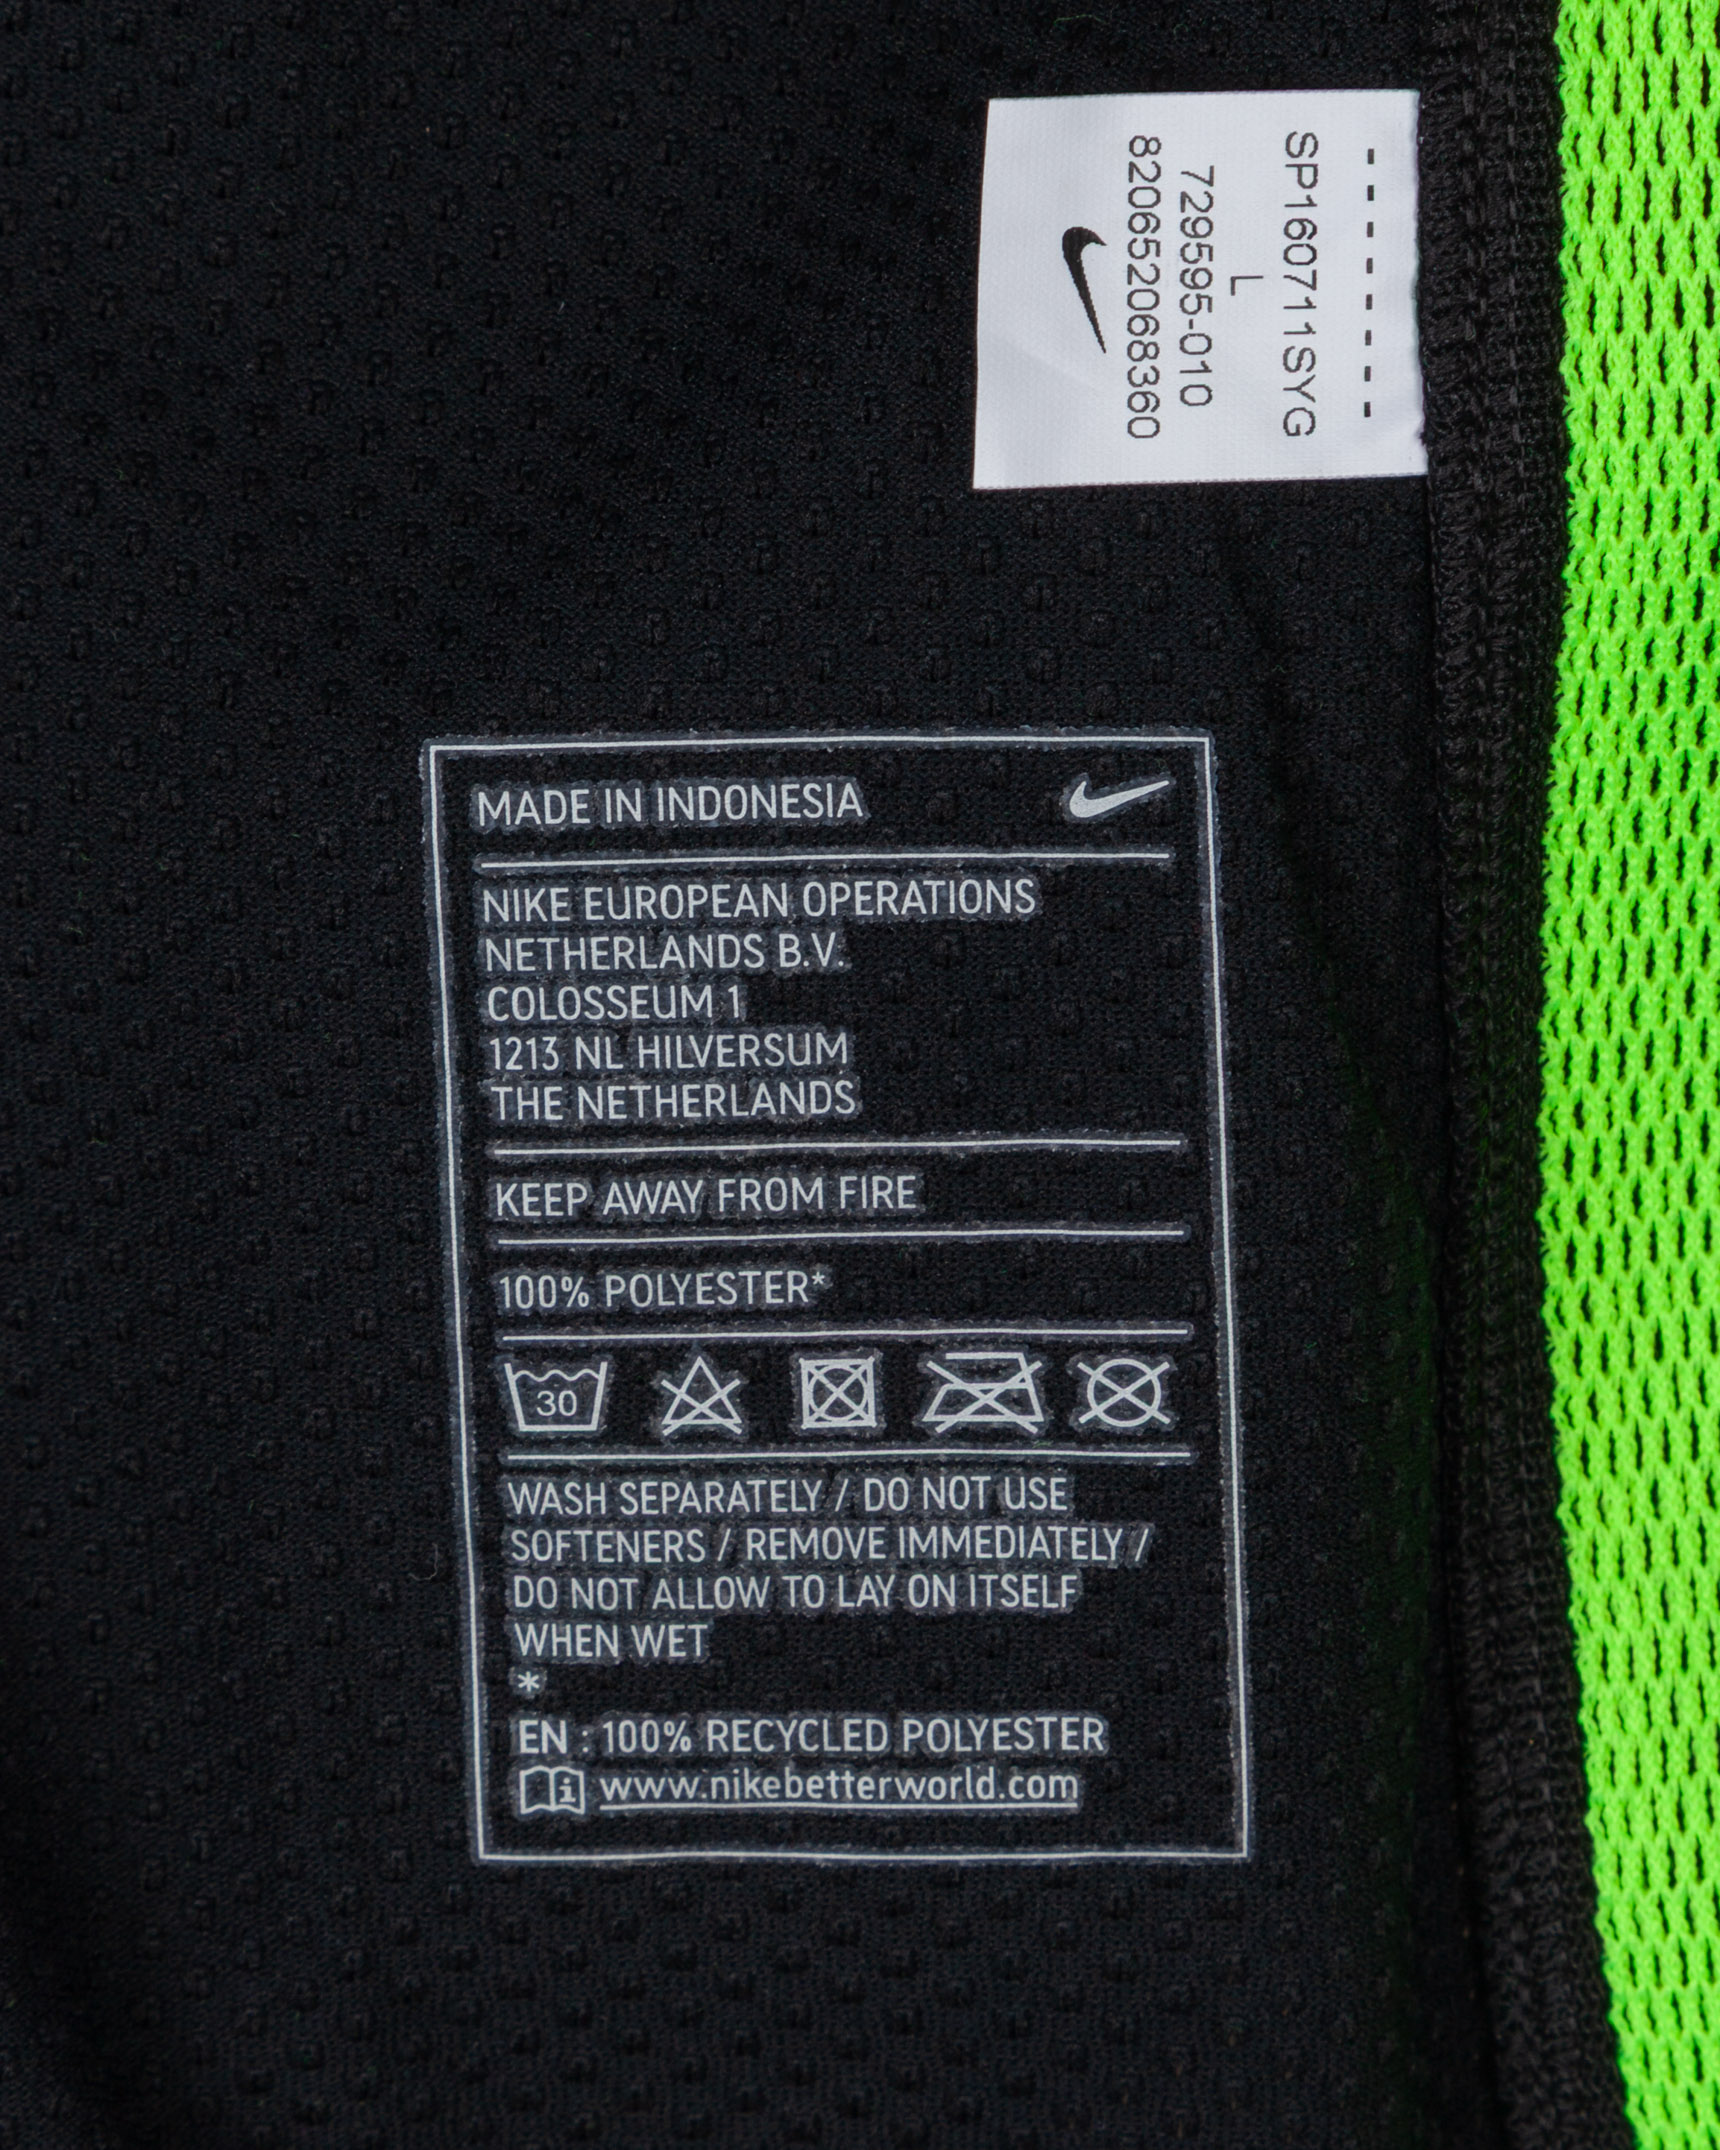 SP160711SYG
L
729595-010
820652068360
MADE IN INDONESIA
NIKE EUROPEAN OPERATIONS
NETHERLANDS B.V.
COLOSSEUM 1
1213 NL HILVERSUM
THE NETHERLANDS
KEEP AWAY FROM FIRE
100% POLYESTER*
30
WASH SEPARATELY / DO NOT USE
SOFTENERS / REMOVE IMMEDIATELY /
DO NOT ALLOW TO LAY ON ITSELF
WHEN WET
*
EN : 100% RECYCLED POLYESTER
i www.nikebetterworld.com